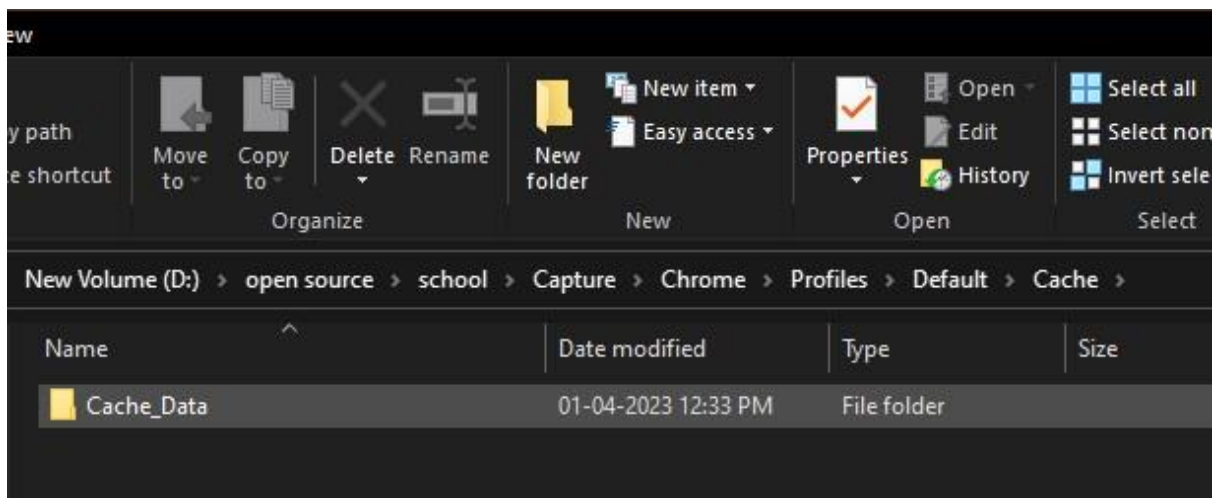 ew
y path
te shortcut
Move to
Copy to
Delete
Rename
Organize
New folder
New item
Easy access
New
Properties
Open
Edit
History
Open
Select all
Select non
Invert sele
Select
New Volume (D:) > open source > school > Capture > Chrome > Profiles > Default > Cache >
Name Date modified Type Size
Cache_Data 01-04-2023 12:33 PM File folder